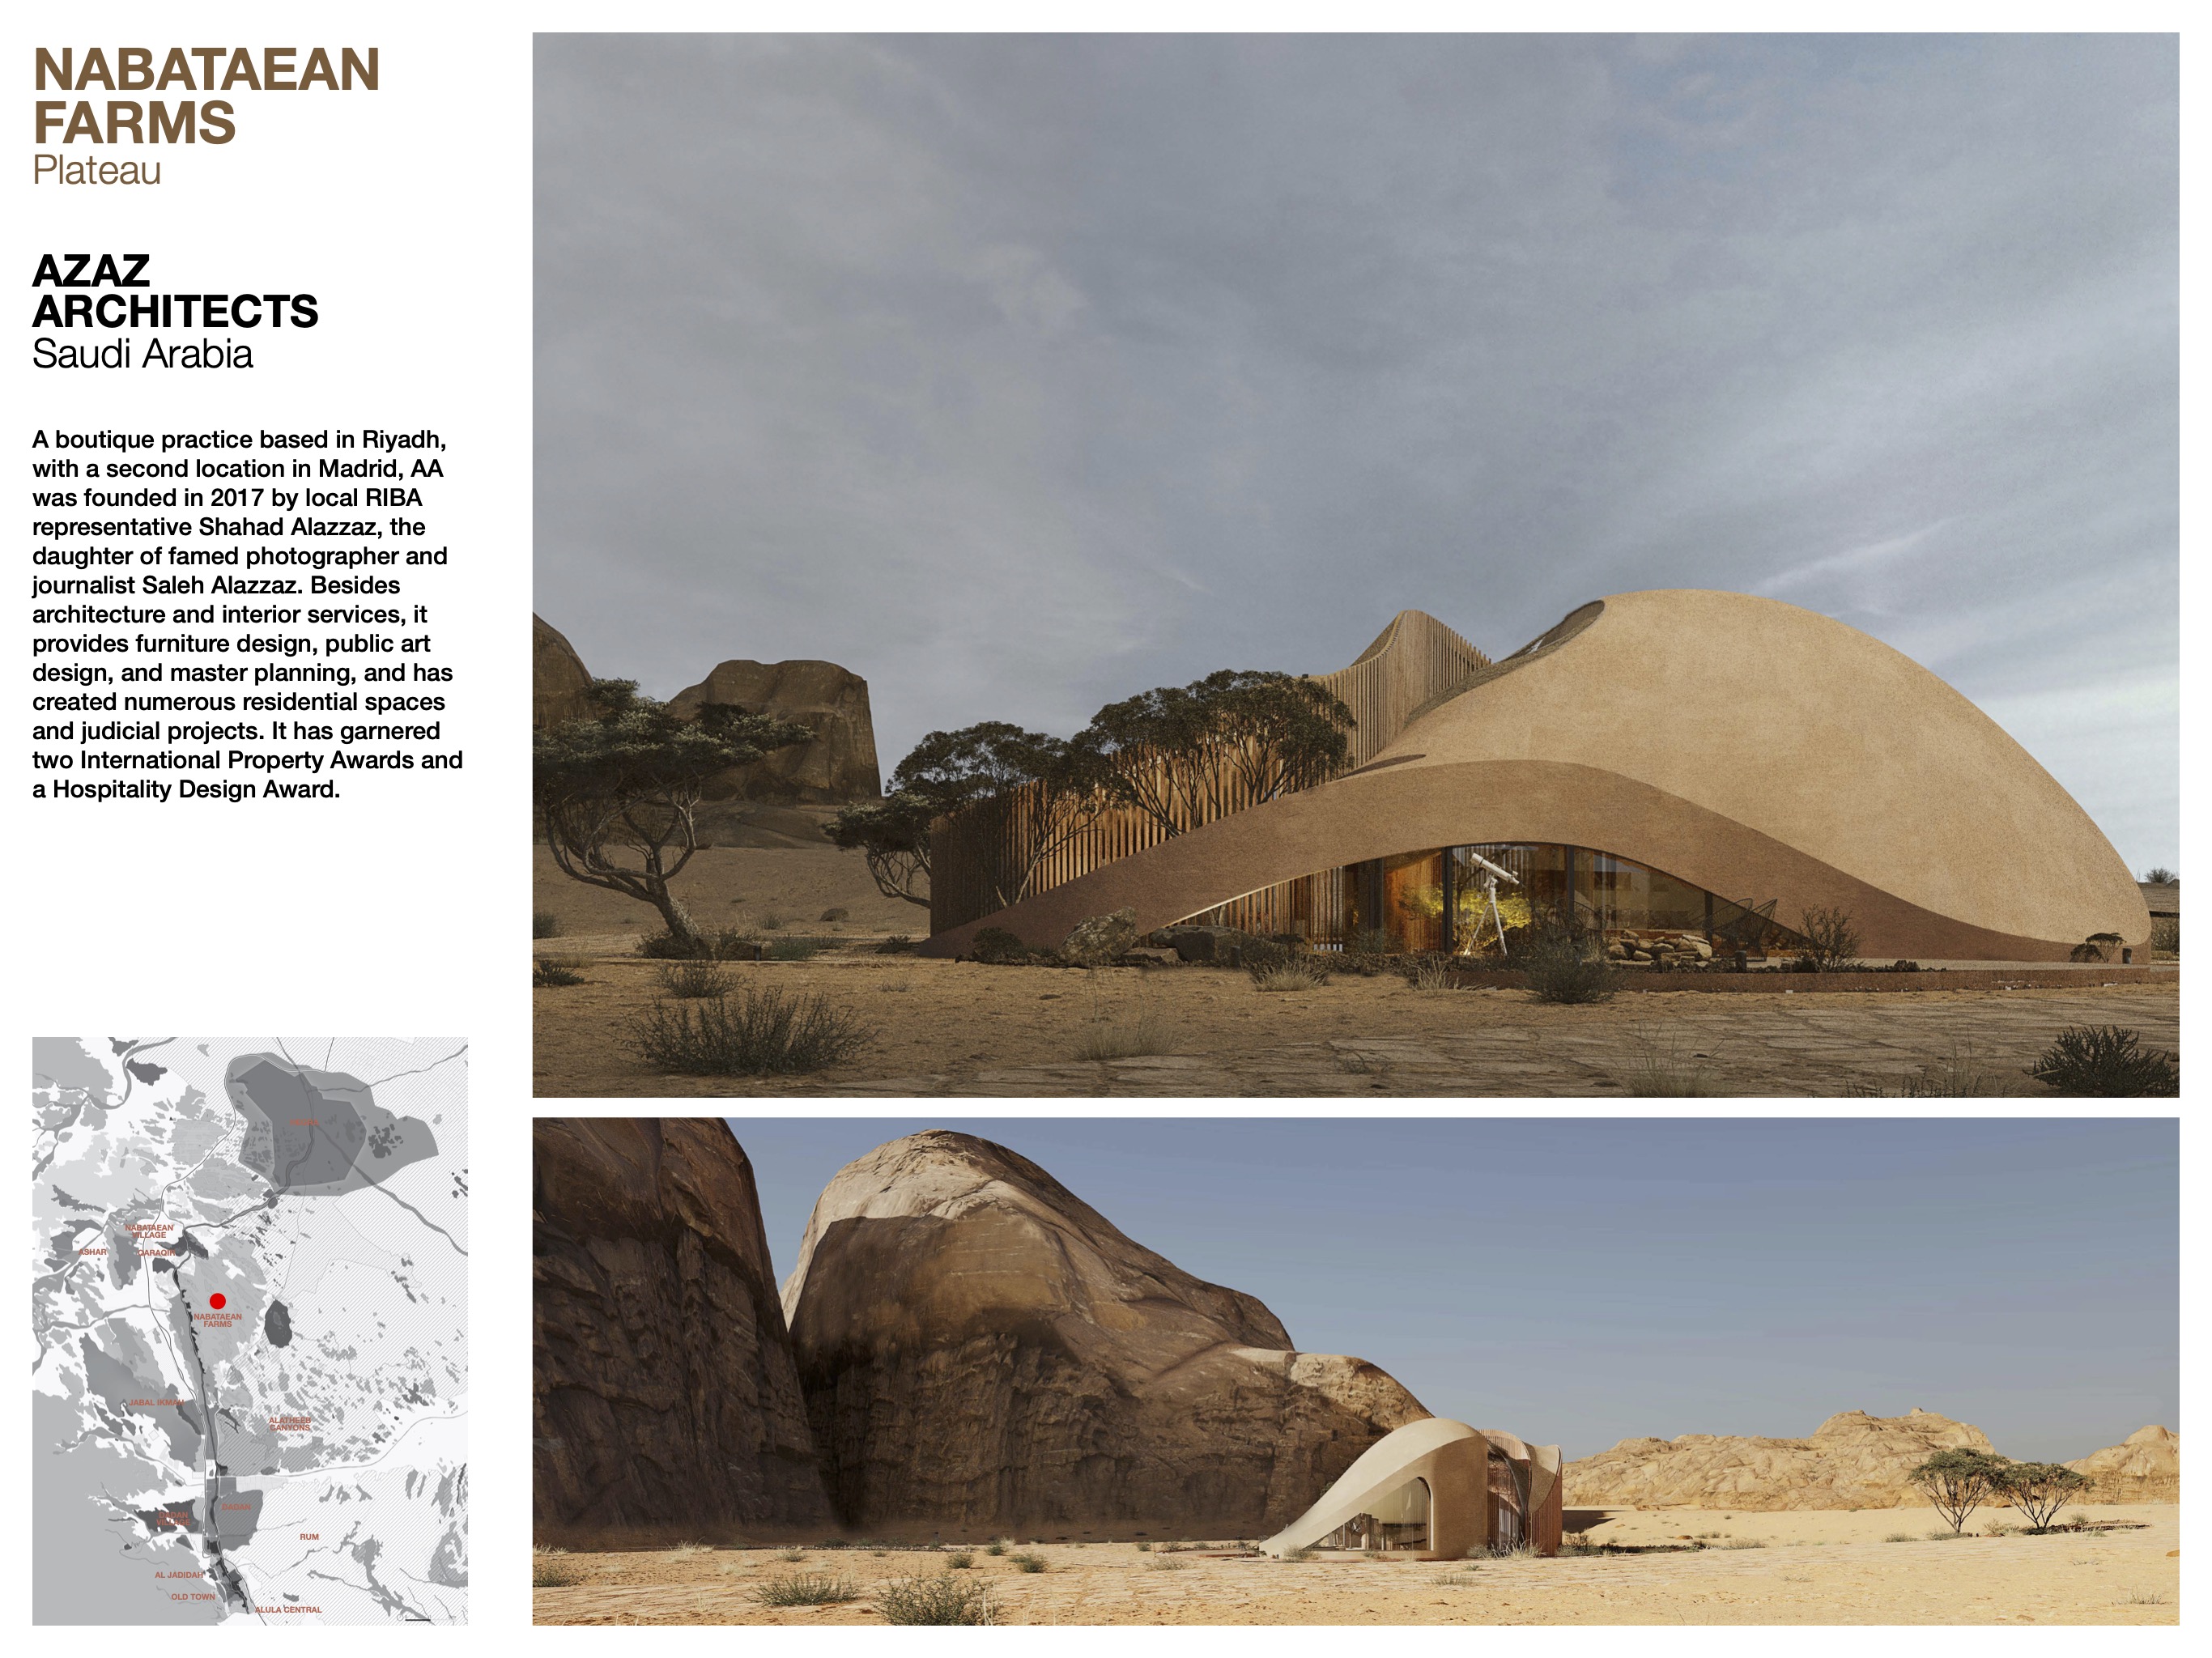 NABATAEAN
FARMS
Plateau
AZAZ
ARCHITECTS
Saudi Arabia
A boutique practice based in Riyadh,
with a second location in Madrid, AA
was founded in 2017 by local RIBA
representative Shahad Alazzaz, the
daughter of famed photographer and
journalist Saleh Alazzaz. Besides
architecture and interior services, it
provides furniture design, public art
design, and master planning, and has
created numerous residential spaces
and judicial projects. It has garnered
two International Property Awards and
a Hospitality Design Award.
NABATAEAN
VILLAGE
ASHAR
QARAQIR
NABATAEAN
FARMS
JABAL IKMAH
ALATHEEB
CANYONS
DADAN
RUM
AL JADIDAH
OLD TOWN
ALULA CENTRAL